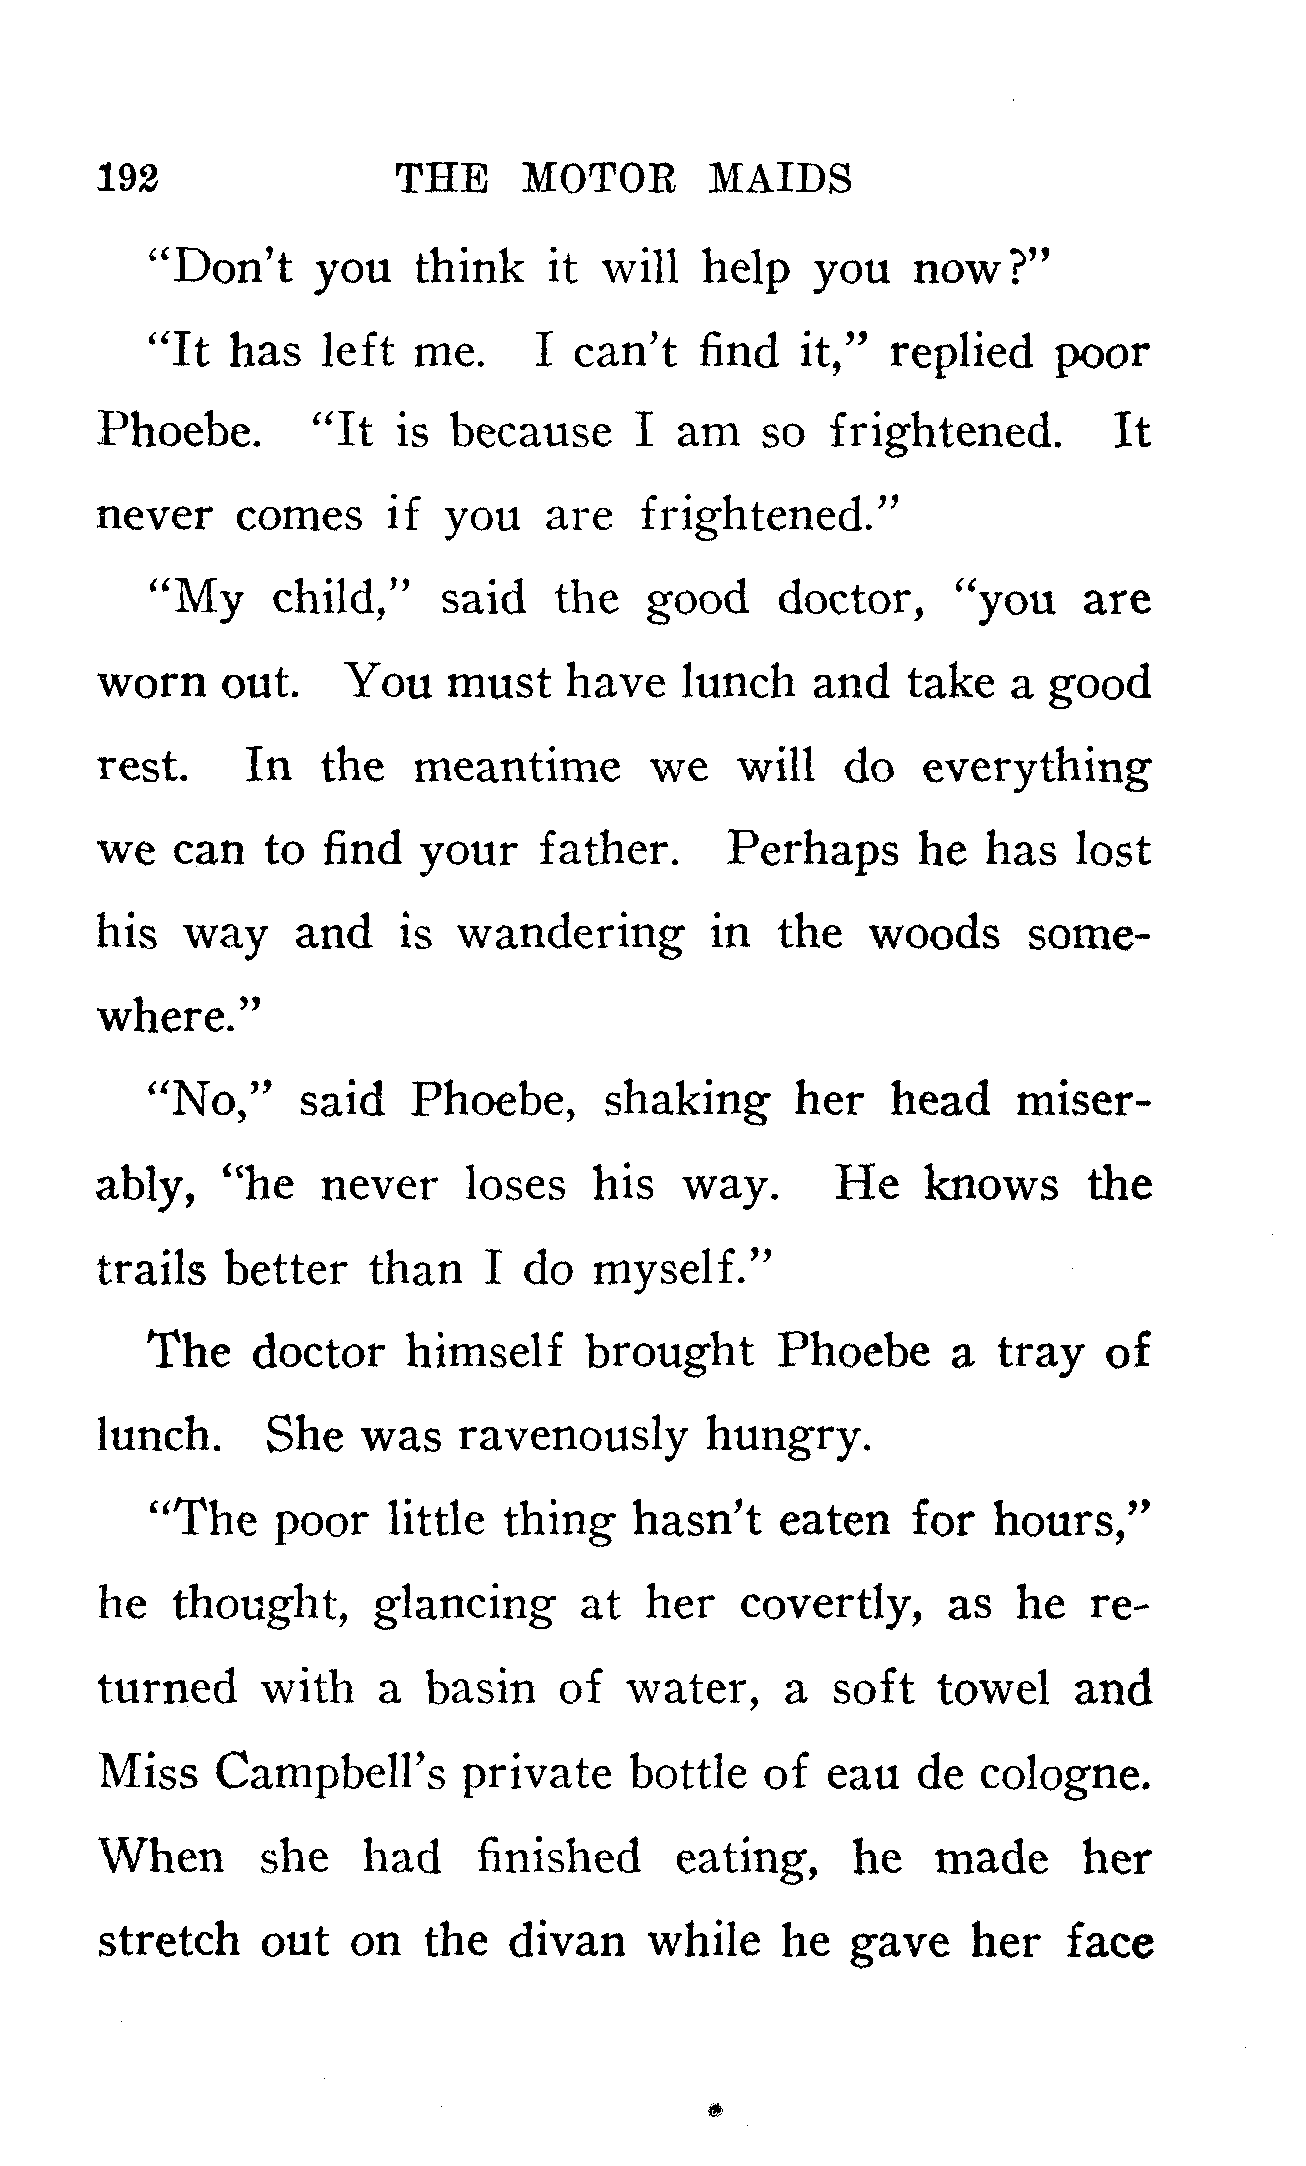 192 THE MOTOR MAIDS
"Don't you think it will help you now?"
"It has left me. I can't find it," replied poor
Phoebe. "It is because I am so frightened. It
never comes if you are frightened."
"My child," said the good doctor, "you are
worn out. You must have lunch and take a good
rest. In the meantime we will do everything
we can to find your father. Perhaps he has lost
his way and is wandering in the woods some-
where."
"No," said Phoebe, shaking her head miser-
ably, "he never loses his way. He knows the
trails better than I do myself."
The doctor himself brought Phoebe a tray of
lunch. She was ravenously hungry.
"The poor little thing hasn't eaten for hours,"
he thought, glancing at her covertly, as he re-
turned with a basin of water, a soft towel and
Miss Campbell's private bottle of eau de cologne.
When she had finished eating, he made her
stretch out on the divan while he gave her face